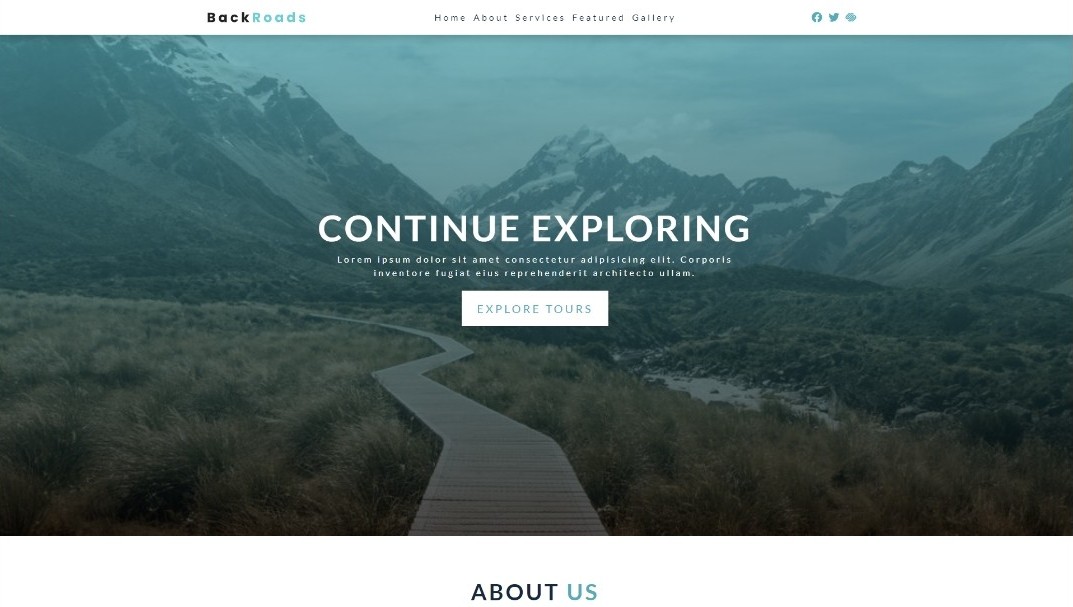 BackRoads
Home About Services Featured Gallery
CONTINUE EXPLORING
Lorem ipsum dolor sit amet consectetur adipisicing elit. Corporis
inventore fugiat eius reprehenderit architecto ullam.
EXPLORE TOURS
ABOUT US